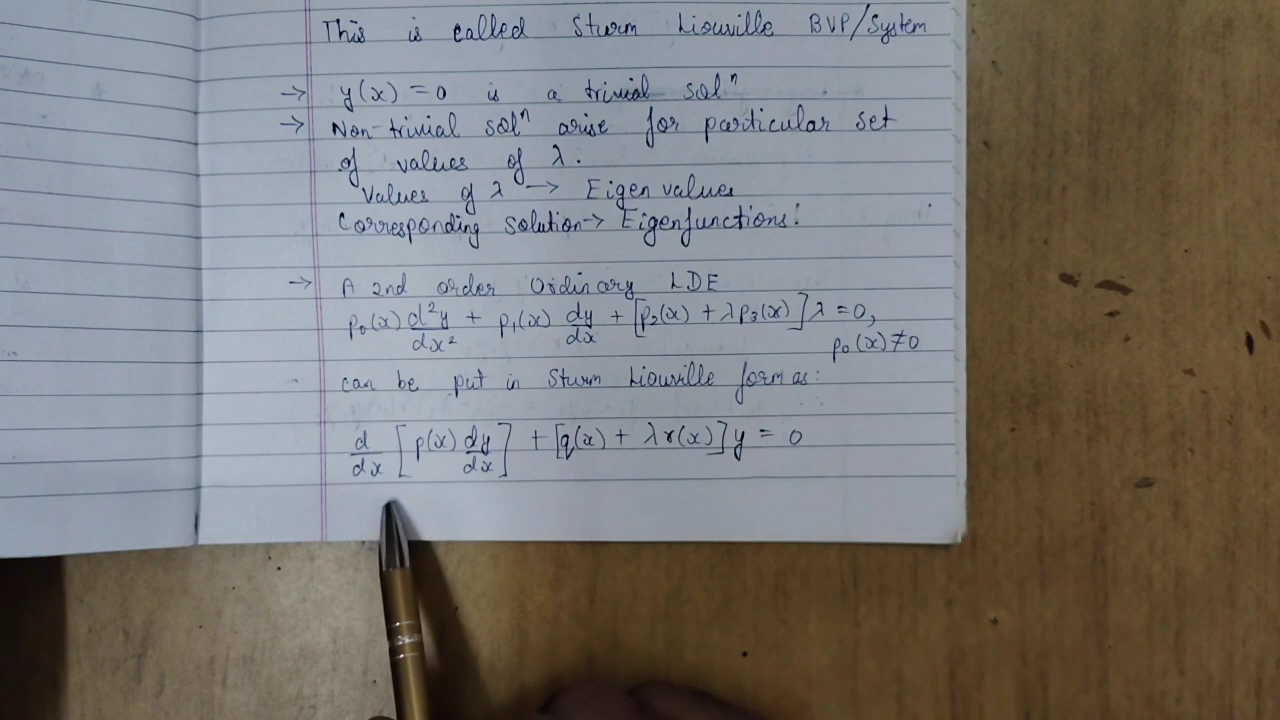 This is called Sturm Liouville BVP/System
→ y(x) = 0 is a trivial solⁿ
→ Non-trivial solⁿ arise for particular set
of values of λ.
Values of λ → Eigen values
Corresponding solution → Eigenfunctions:
→ A 2nd order Ordinary LDE
p₀(x) d²y/dx² + p₁(x) dy/dx + [p₂(x) + λp₃(x)] λ = 0,
p₀(x) ≠ 0
can be put in Sturm Liouville form as:
d/dx [p(x) dy/dx] + [q(x) + λr(x)] y = 0